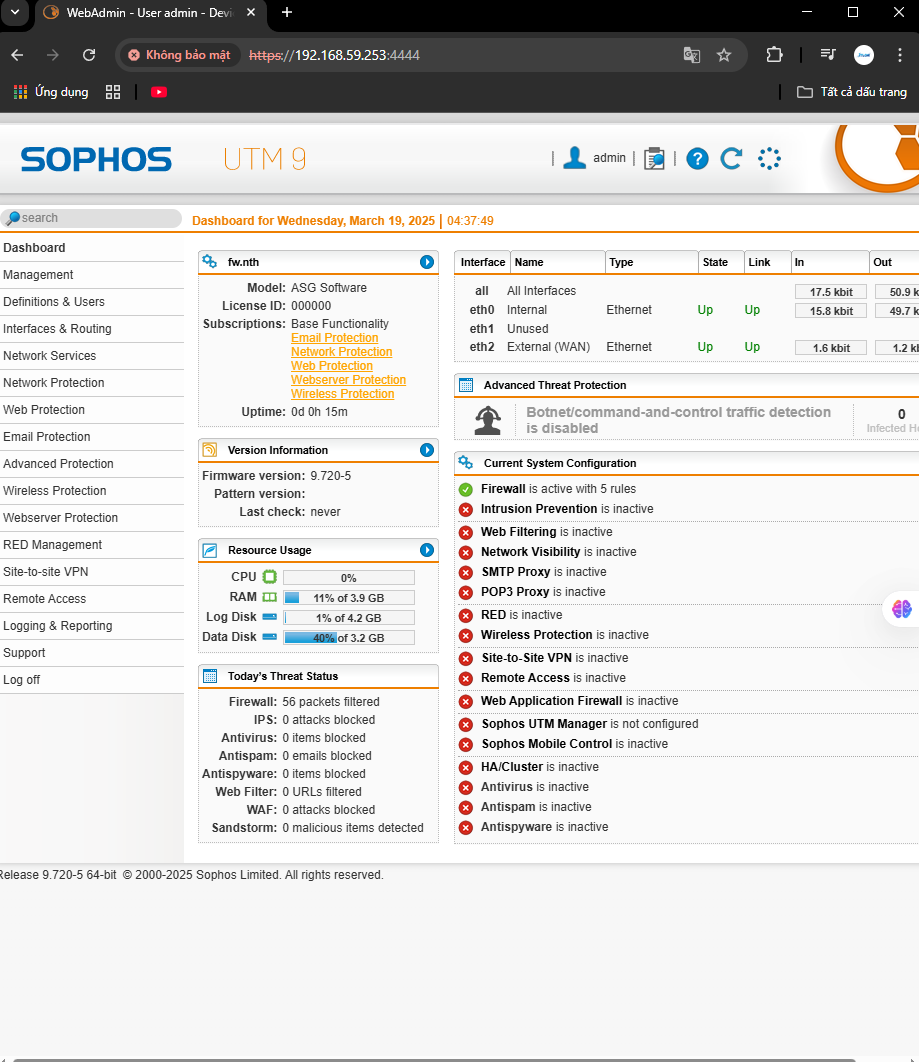 WebAdmin - User admin - Devi
Không bảo mật
https://192.168.59.253:4444
Ứng dụng
Tất cả dấu trang
SOPHOS
UTM 9
admin
search
Dashboard for Wednesday, March 19, 2025 | 04:37:49
Dashboard
Management
Definitions & Users
Interfaces & Routing
Network Services
Network Protection
Web Protection
Email Protection
Advanced Protection
Wireless Protection
Webserver Protection
RED Management
Site-to-site VPN
Remote Access
Logging & Reporting
Support
Log off
fw.nth
Model: ASG Software
License ID: 000000
Subscriptions: Base Functionality
Email Protection
Network Protection
Web Protection
Webserver Protection
Wireless Protection
Uptime: 0d 0h 15m
Version Information
Firmware version: 9.720-5
Pattern version:
Last check: never
Resource Usage
CPU 0%
RAM 11% of 3.9 GB
Log Disk 1% of 4.2 GB
Data Disk 40% of 3.2 GB
Today's Threat Status
Firewall: 56 packets filtered
IPS: 0 attacks blocked
Antivirus: 0 items blocked
Antispam: 0 emails blocked
Antispyware: 0 items blocked
Web Filter: 0 URLs filtered
WAF: 0 attacks blocked
Sandstorm: 0 malicious items detected
Interface Name Type State Link In Out
all All Interfaces 17.5 kbit 50.9 k
eth0 Internal Ethernet Up Up 15.8 kbit 49.7 k
eth1 Unused
eth2 External (WAN) Ethernet Up Up 1.6 kbit 1.2 k
Advanced Threat Protection
Botnet/command-and-control traffic detection
is disabled
0
Infected Ho
Current System Configuration
Firewall is active with 5 rules
Intrusion Prevention is inactive
Web Filtering is inactive
Network Visibility is inactive
SMTP Proxy is inactive
POP3 Proxy is inactive
RED is inactive
Wireless Protection is inactive
Site-to-Site VPN is inactive
Remote Access is inactive
Web Application Firewall is inactive
Sophos UTM Manager is not configured
Sophos Mobile Control is inactive
HA/Cluster is inactive
Antivirus is inactive
Antispam is inactive
Antispyware is inactive
Release 9.720-5 64-bit © 2000-2025 Sophos Limited. All rights reserved.